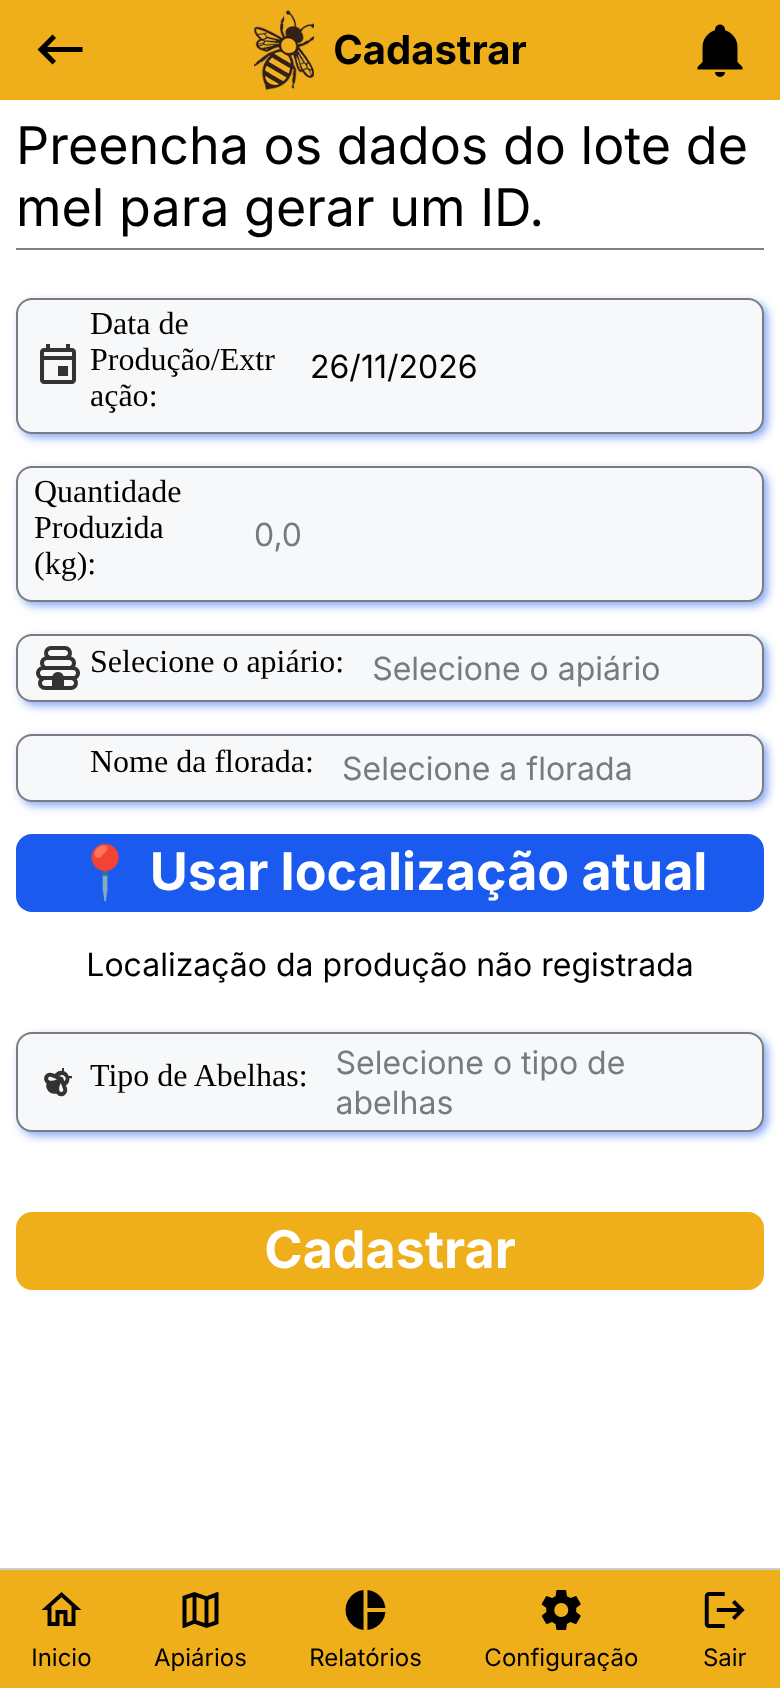 Cadastrar
Preencha os dados do lote de
mel para gerar um ID.
Data de
Produção/Extr
ação:
26/11/2026
Quantidade
Produzida
(kg):
0,0
Selecione o apiário:
Selecione o apiário
Nome da florada:
Selecione a florada
📍 Usar localização atual
Localização da produção não registrada
Tipo de Abelhas:
Selecione o tipo de
abelhas
Cadastrar
Inicio
Apiários
Relatórios
Configuração
Sair